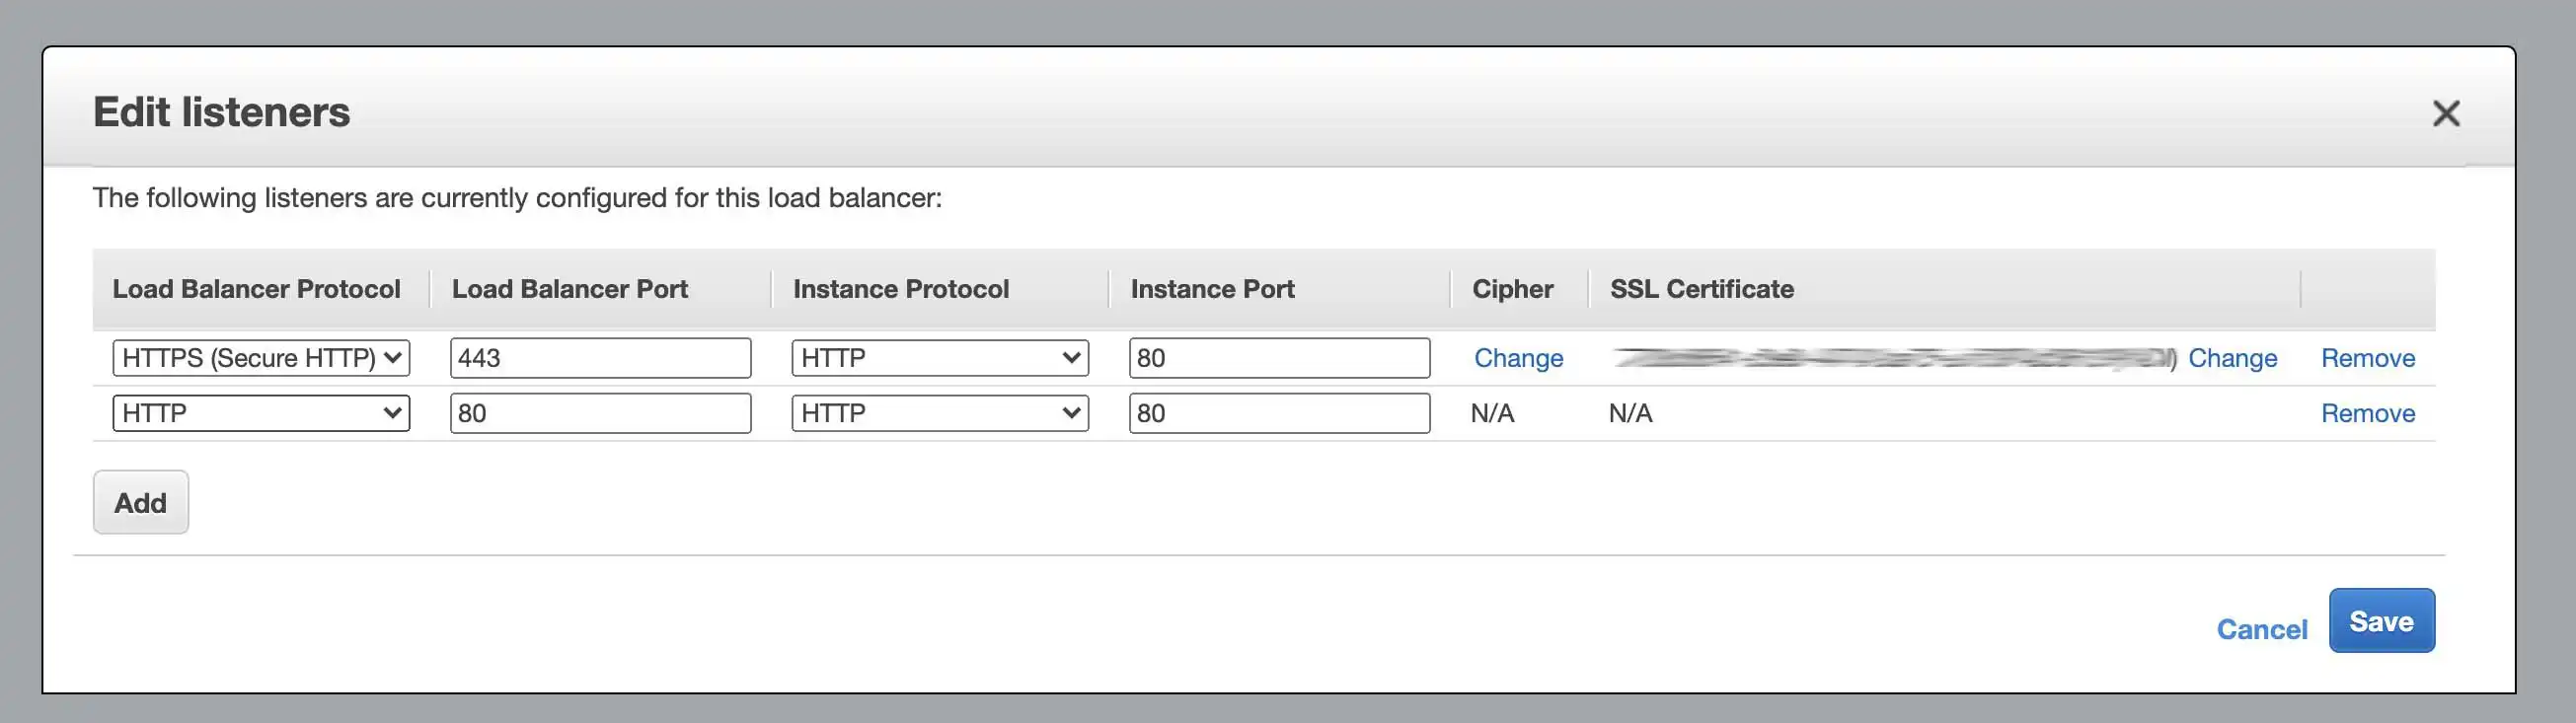 Edit listeners
The following listeners are currently configured for this load balancer:
Load Balancer Protocol Load Balancer Port Instance Protocol Instance Port Cipher SSL Certificate
HTTPS (Secure HTTP) 443 HTTP 80 Change Change Remove
HTTP 80 HTTP 80 N/A N/A Remove
Add
Cancel Save